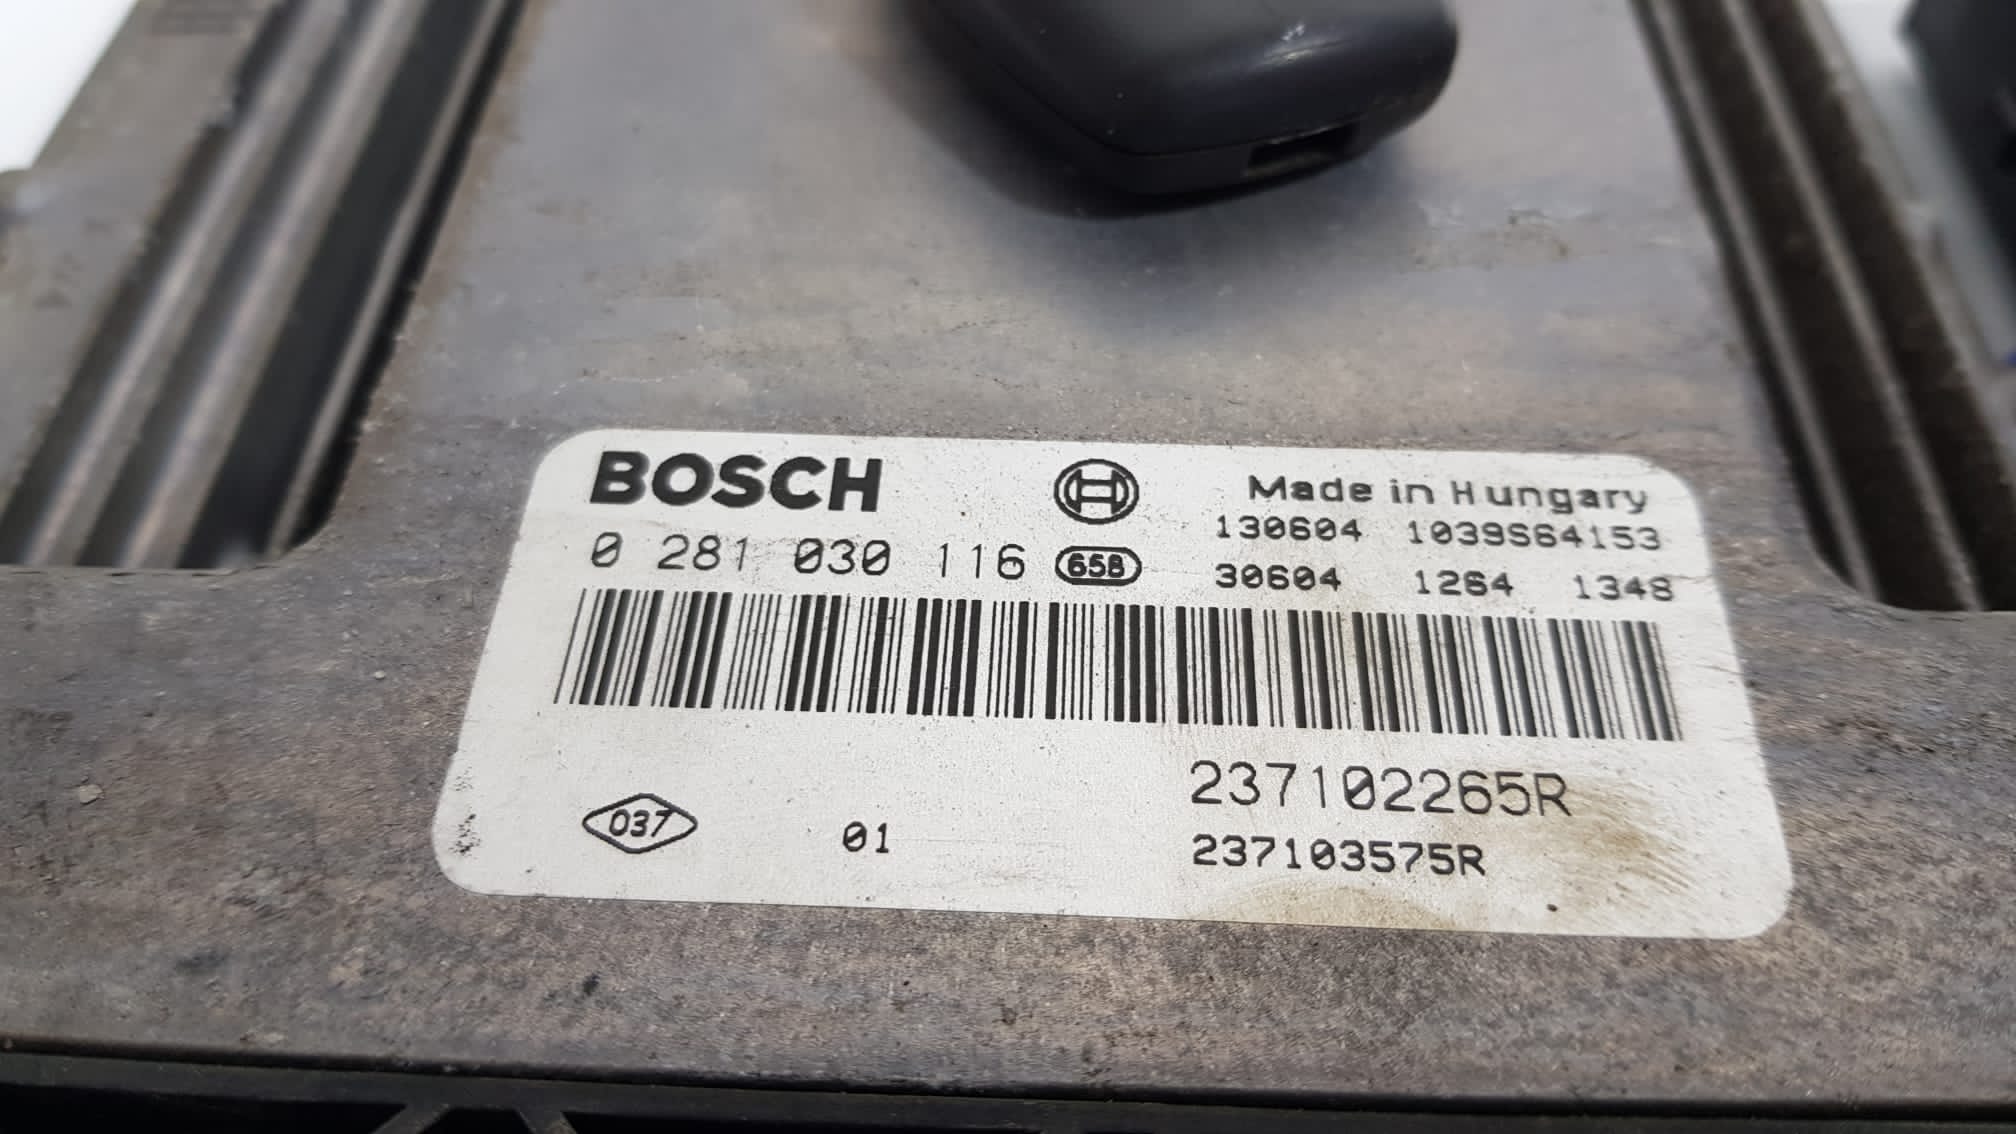 BOSCH
Made in Hungary
130604 1039S64153
0 281 030 116 658
30604 1264 1348
237102265R
037 01
237103575R